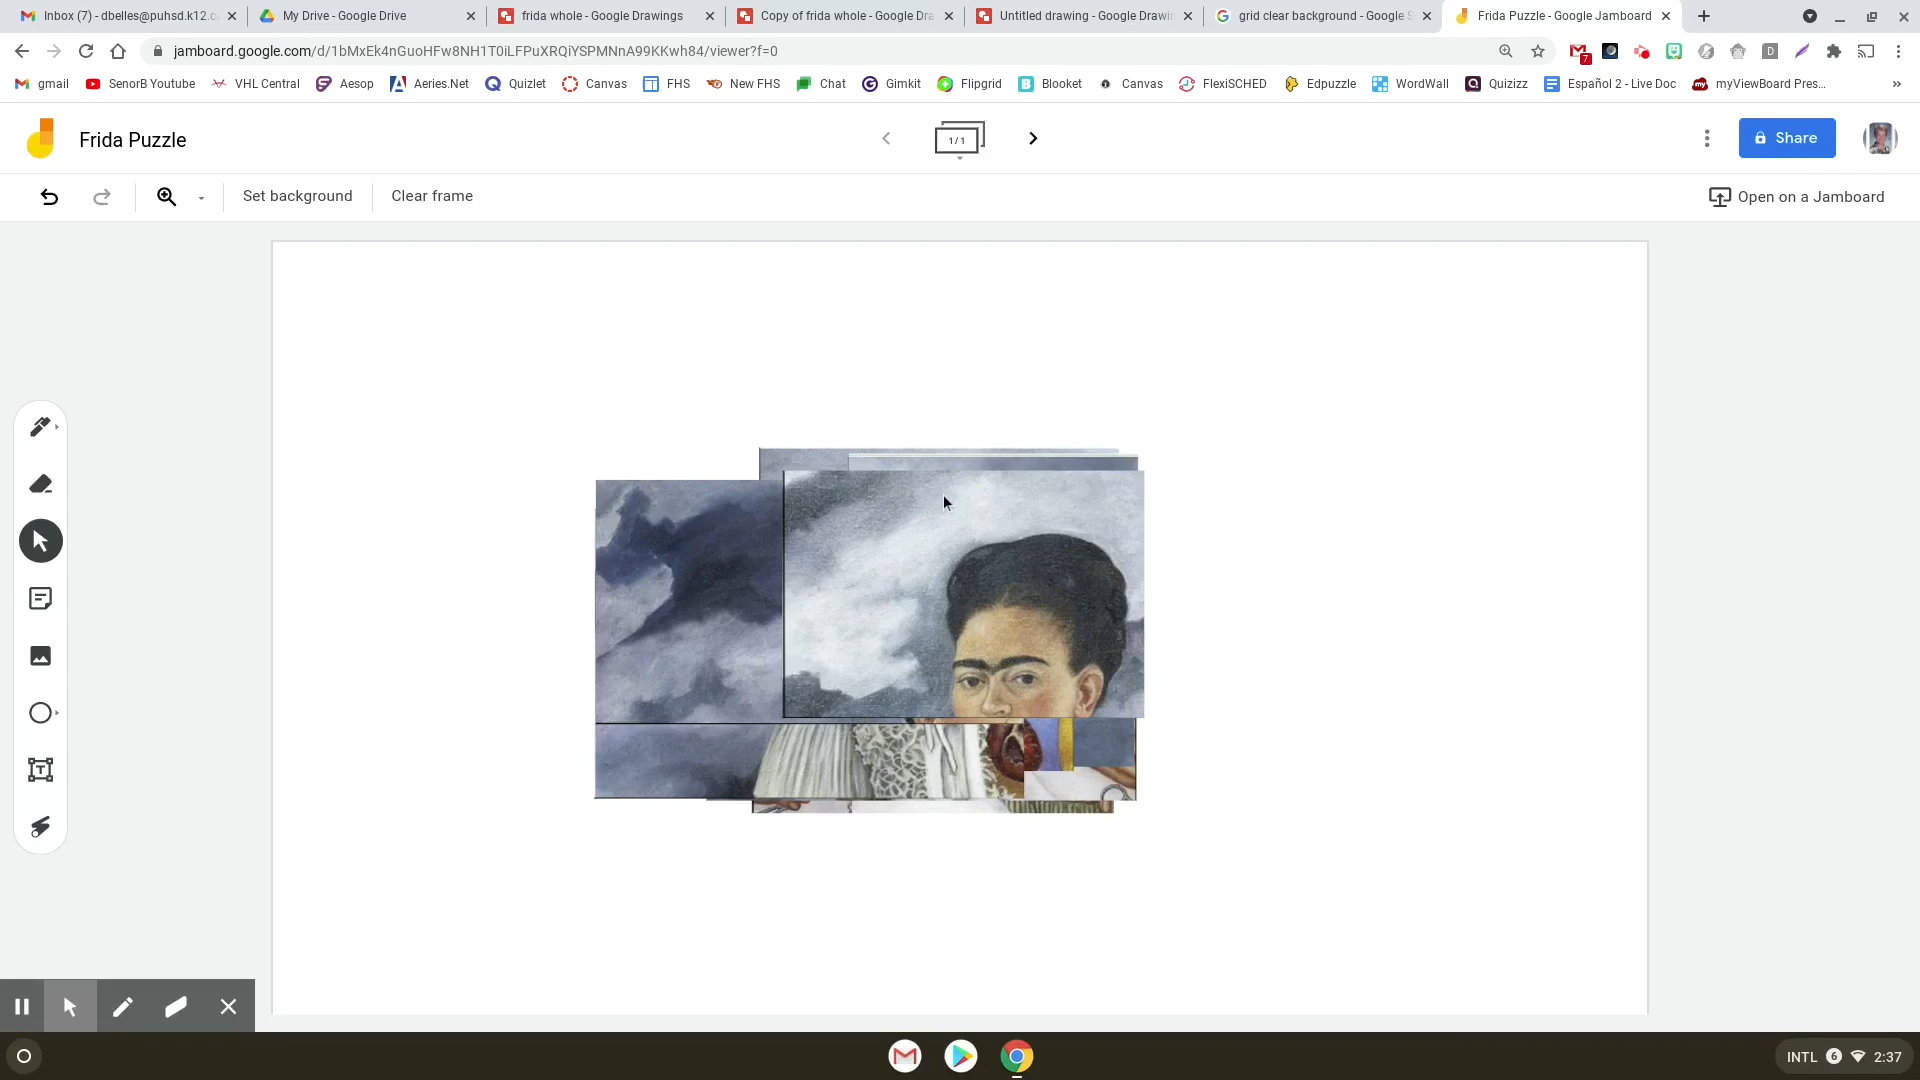 Inbox (7) - dbelles@puhsd.k12.c
My Drive - Google Drive
frida whole - Google Drawings
Copy of frida whole - Google Dra
Untitled drawing - Google Drawin
grid clear background - Google S
Frida Puzzle - Google Jamboard
jamboard.google.com/d/1bMxEk4nGuoHFw8NH1T0iLFPuXRQiYSPMNnA99KKwh84/viewer?f=0
7
D
gmail
SenorB Youtube
VHL Central
Aesop
Aeries.Net
Quizlet
Canvas
FHS
New FHS
Chat
Gimkit
Flipgrid
Blooket
Canvas
FlexiSCHED
Edpuzzle
WordWall
Quizizz
Español 2 - Live Doc
myViewBoard Pres...
Frida Puzzle
1/1
Share
Set background
Clear frame
Open on a Jamboard
INTL 6 2:37